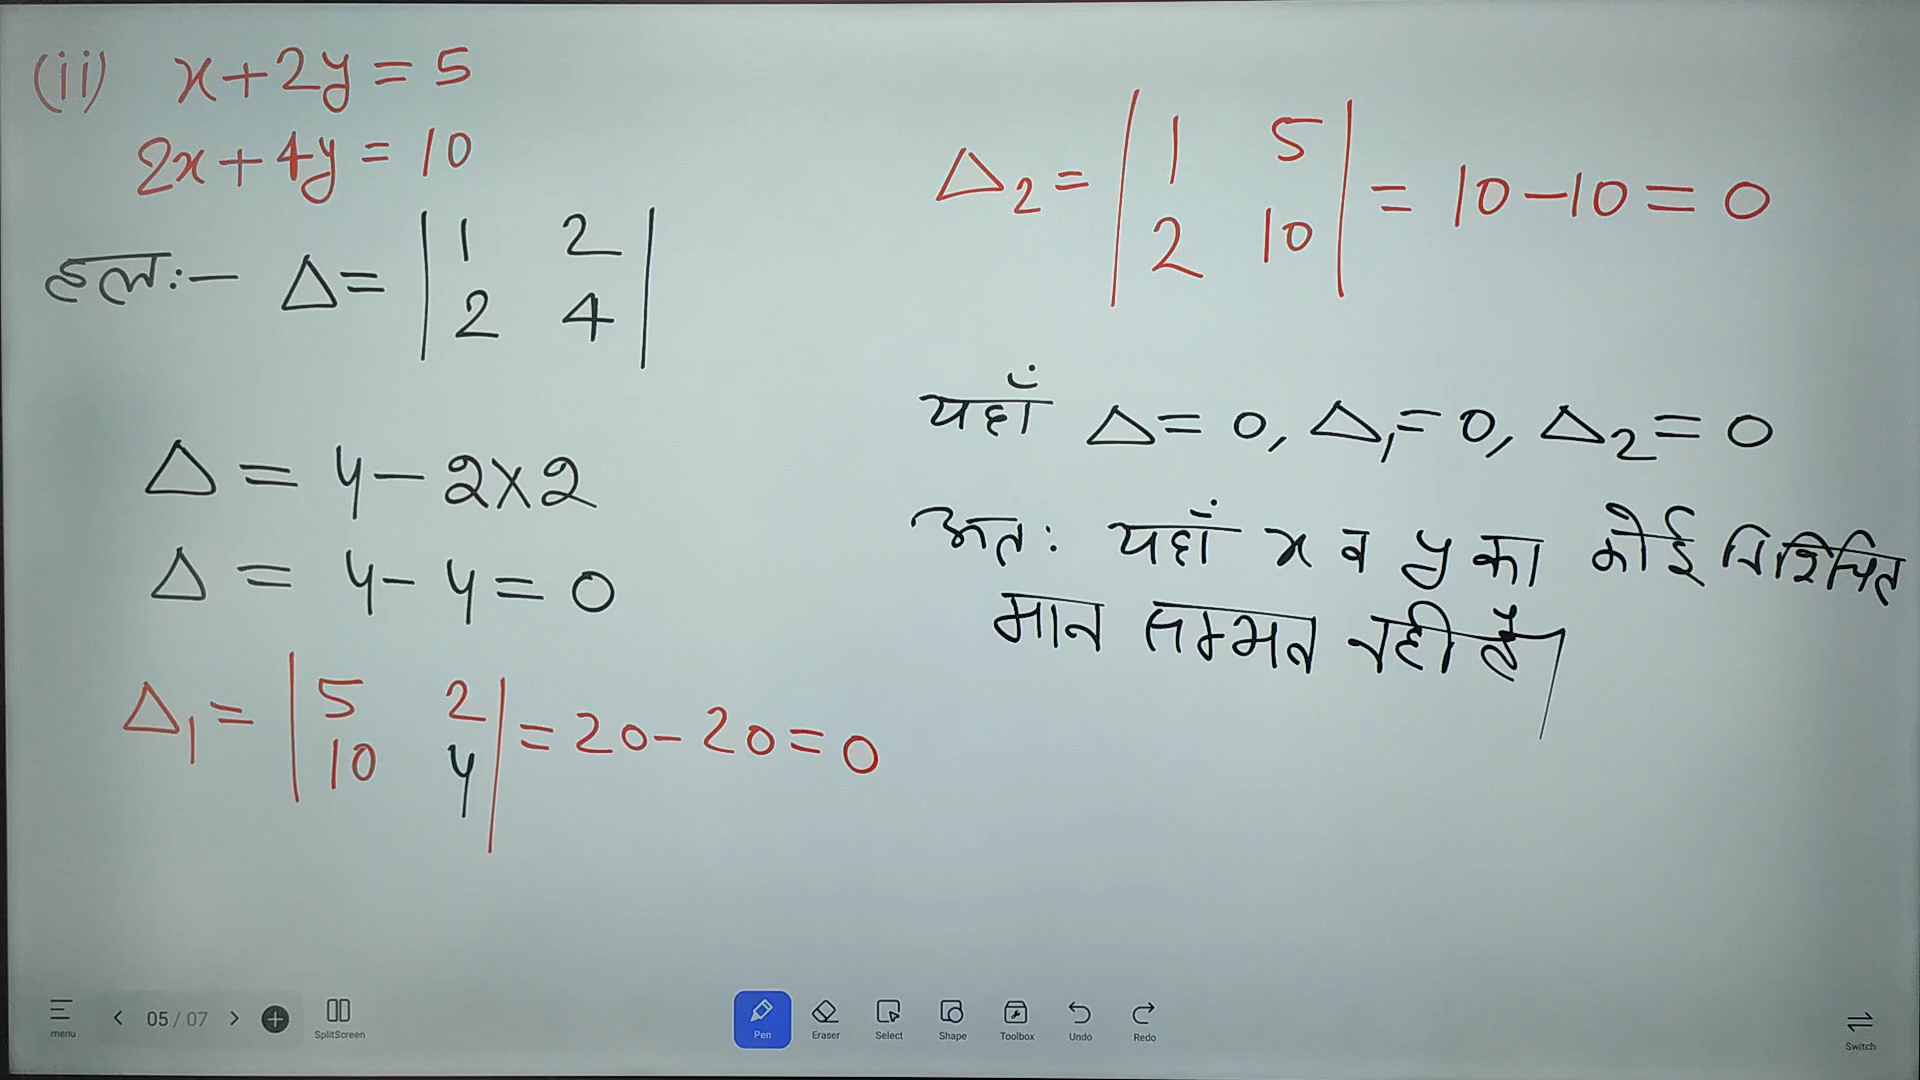 (ii) x+2y=5
2x+4y=10
हलः- Δ= | 1 2 |
| 2 4 |
Δ = 4-2×2
Δ = 4-4=0
Δ1= | 5 2 | =20-20=0
| 10 4 |
Δ2= | 1 5 | = 10-10=0
| 2 10 |
यहाँ Δ=0, Δ1=0, Δ2=0
अतः यहाँ x व y का कोई निश्चित
मान सम्भव नही है।
menu
05 / 07
SplitScreen
Pen Eraser Select Shape Toolbox Undo Redo
Switch